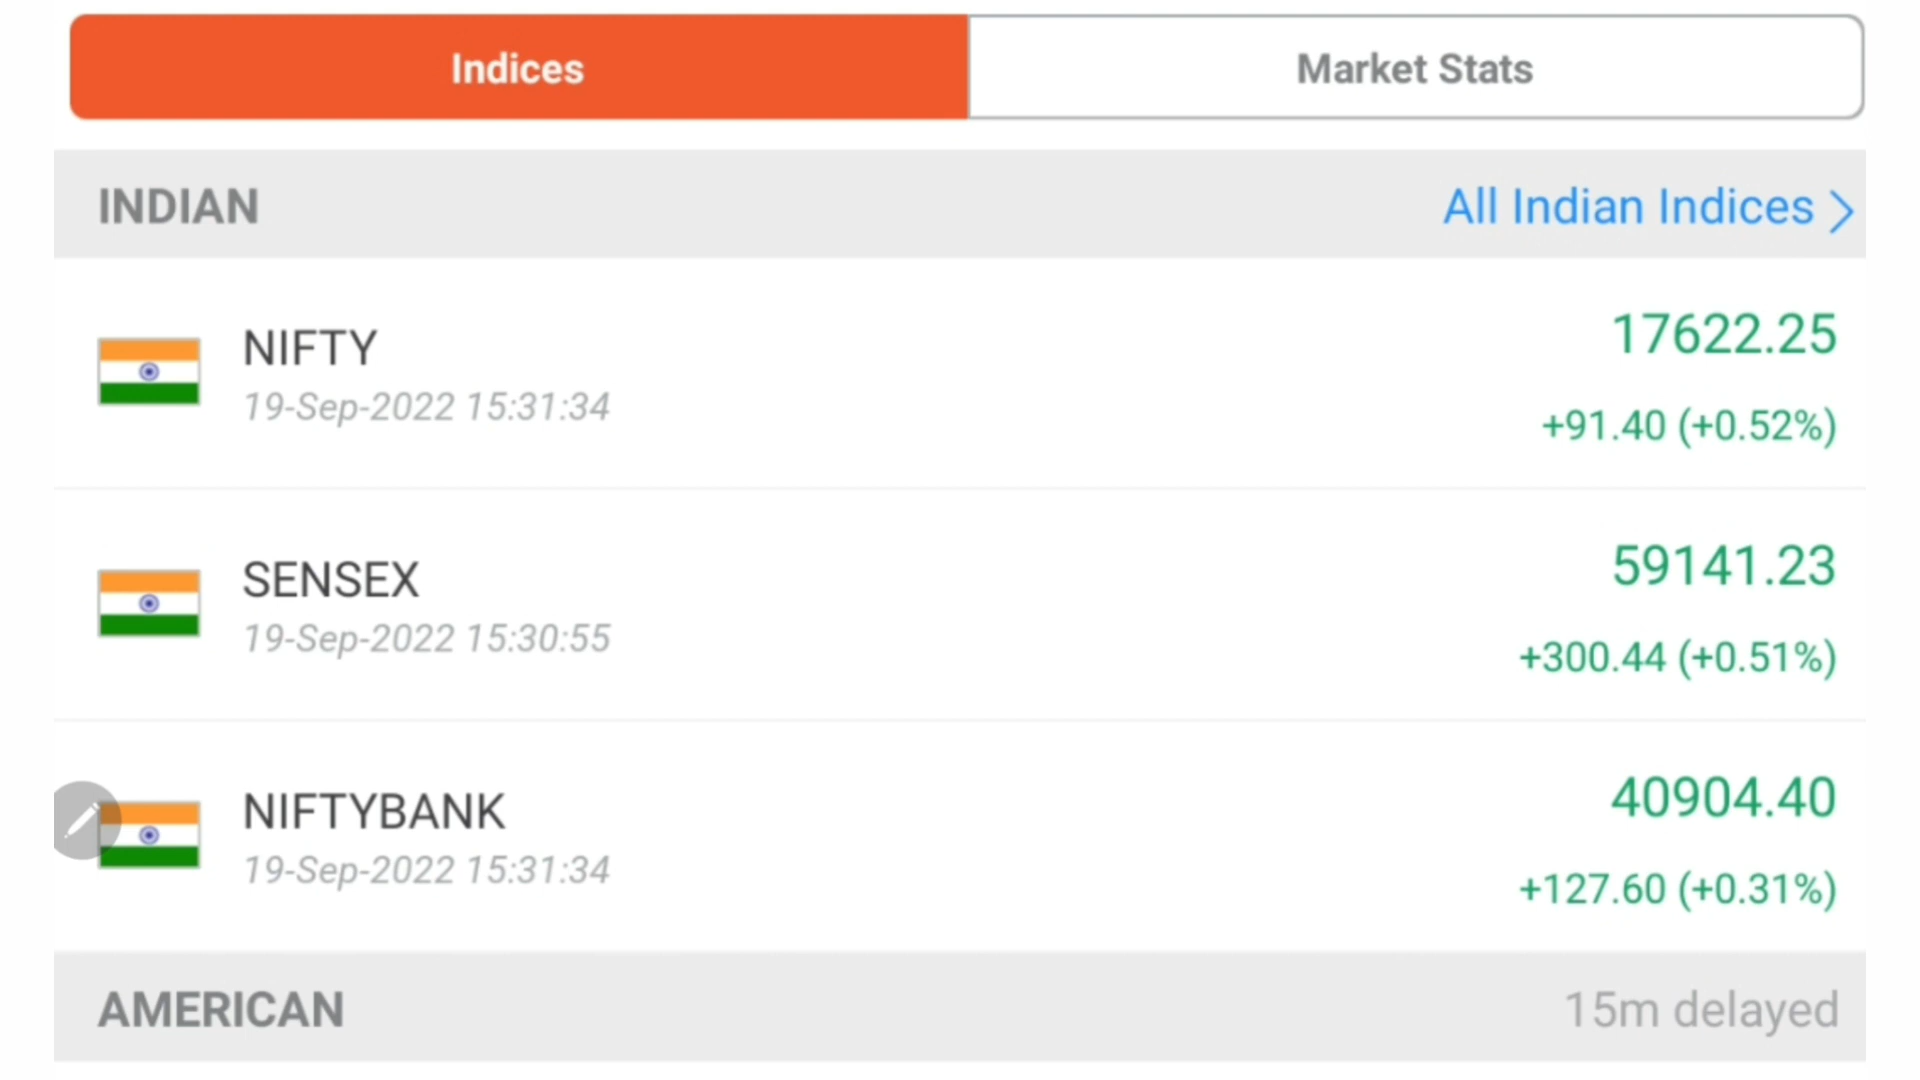 Indices
Market Stats
INDIAN
All Indian Indices
NIFTY
17622.25
19-Sep-2022 15:31:34
+91.40 (+0.52%)
SENSEX
59141.23
19-Sep-2022 15:30:55
+300.44 (+0.51%)
NIFTYBANK
40904.40
19-Sep-2022 15:31:34
+127.60 (+0.31%)
AMERICAN
15m delayed